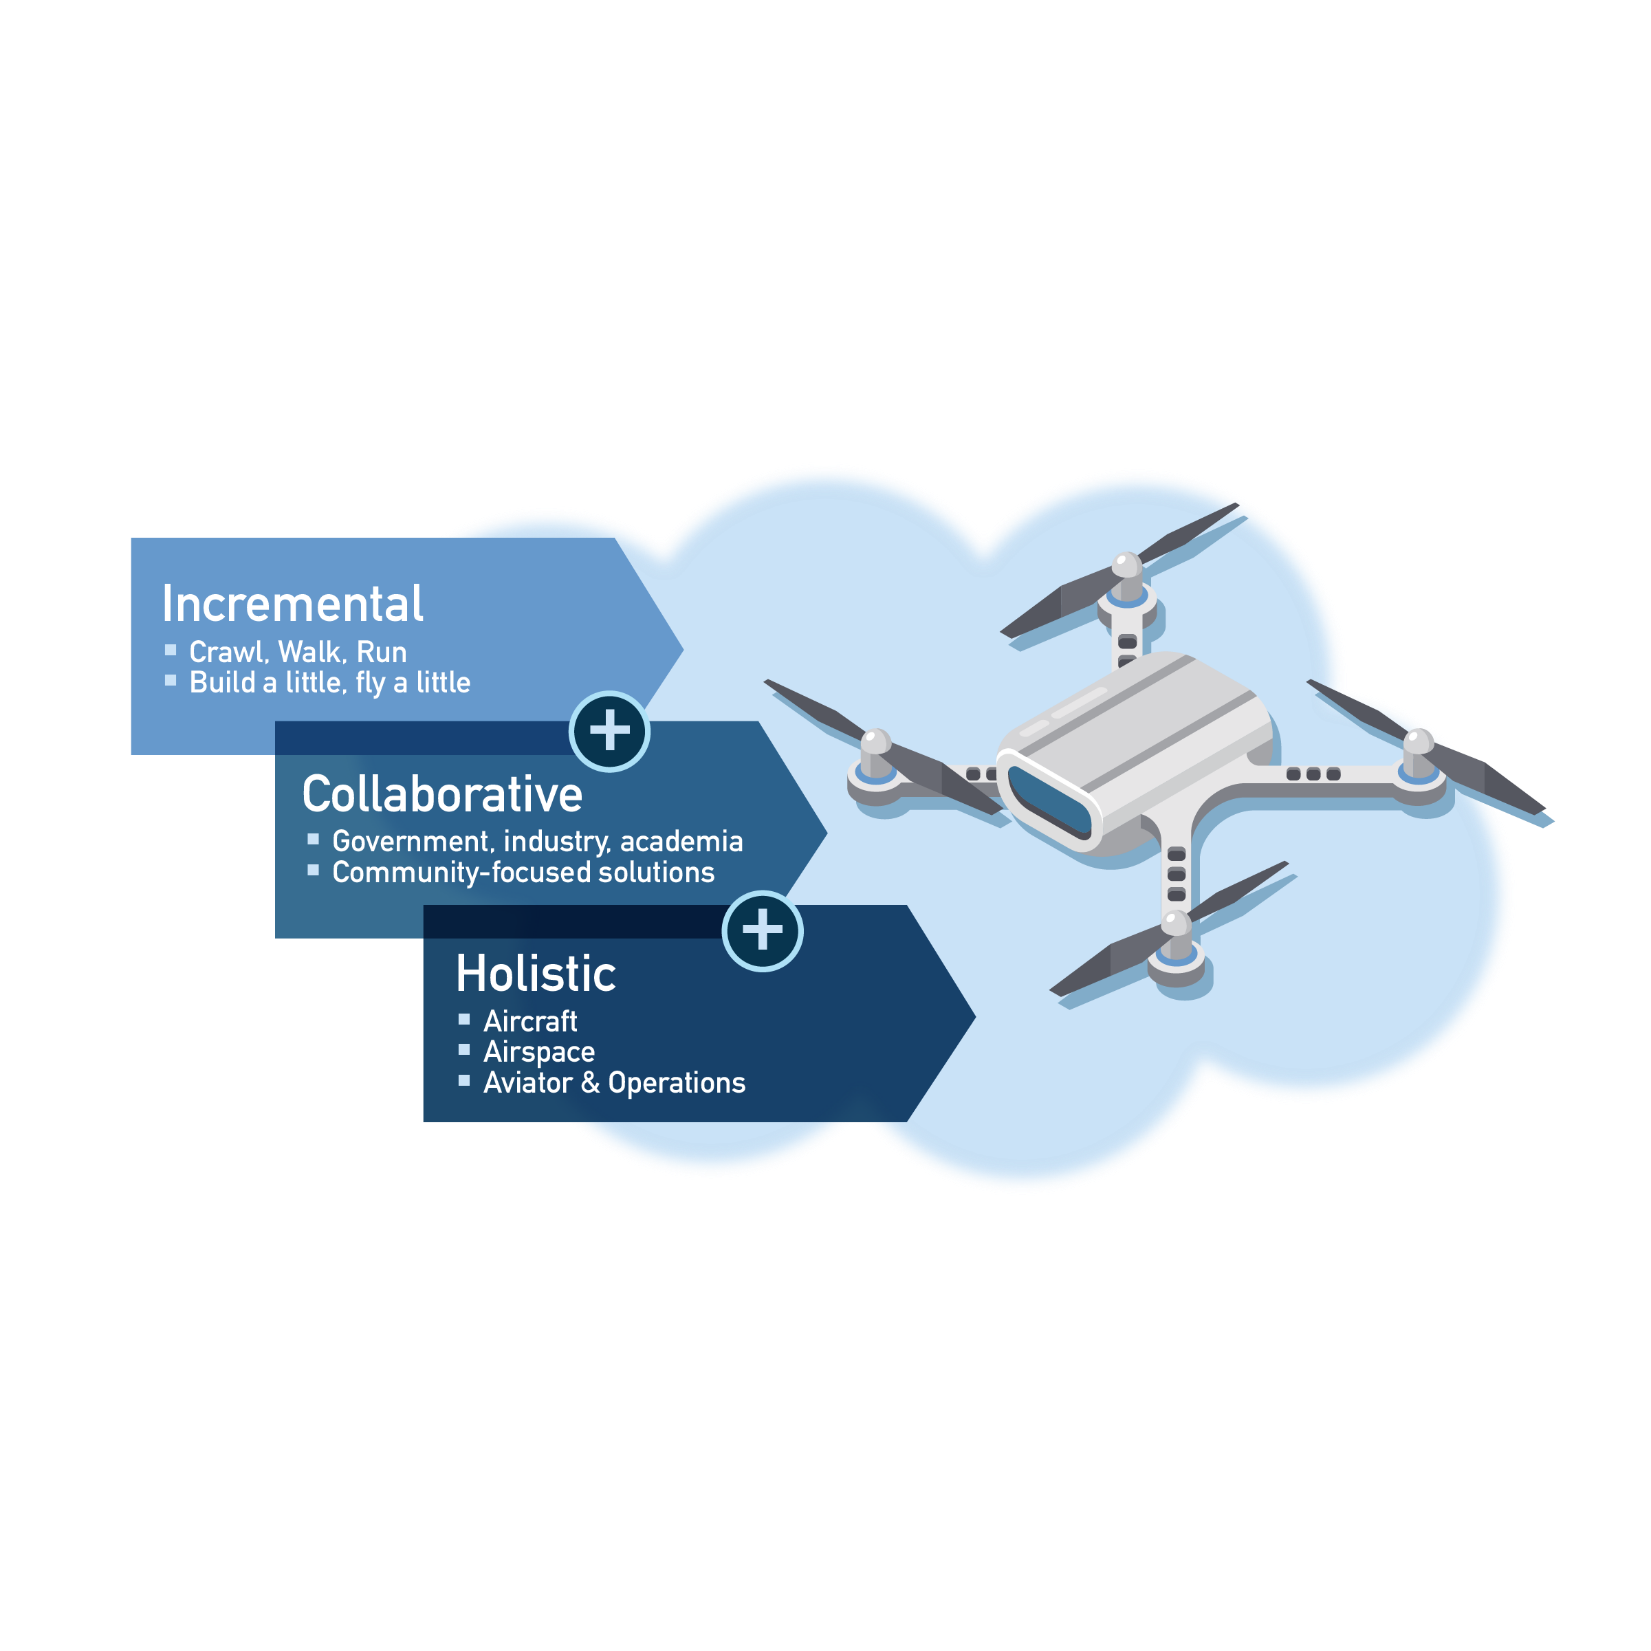 Incremental
▪ Crawl, Walk, Run
▪ Build a little, fly a little
+
Collaborative
▪ Government, industry, academia
▪ Community-focused solutions
+
Holistic
▪ Aircraft
▪ Airspace
▪ Aviator & Operations